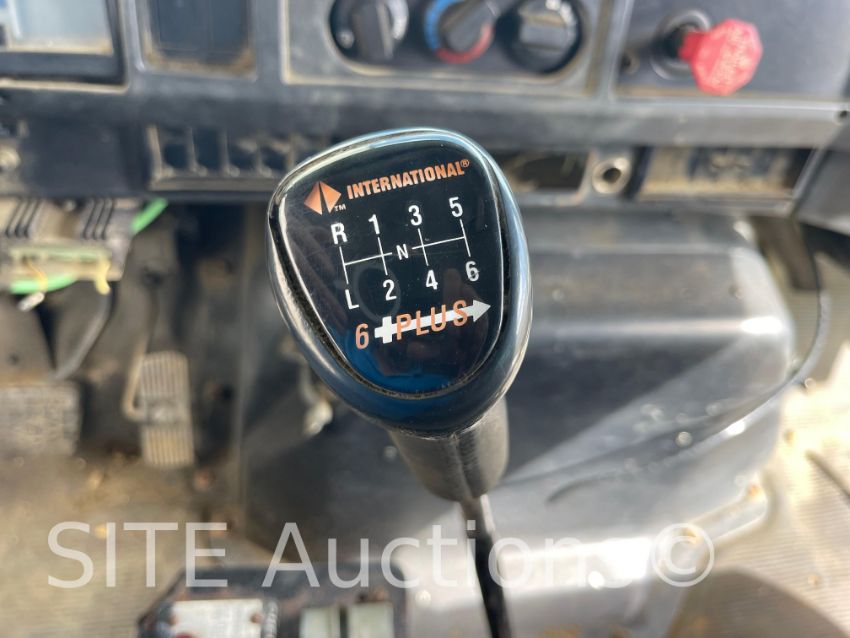 INTERNATIONAL®
TM
R 1 3 5
N
L 2 4 6
6 PLUS
SITE Auctions©